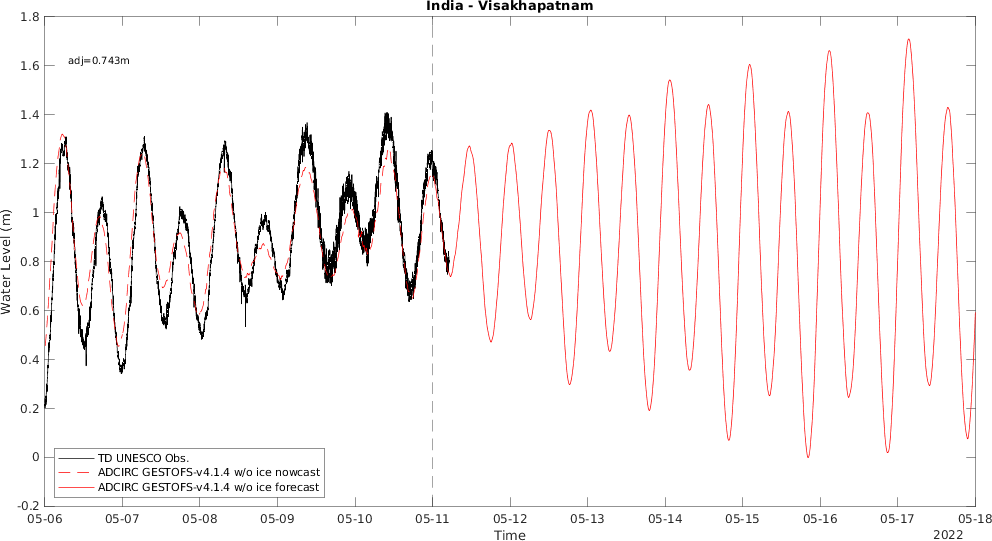 India - Visakhapatnam
adj=0.743m
1.8
1.6
1.4
1.2
1
0.8
0.6
0.4
0.2
0
-0.2
Water Level (m)
TD UNESCO Obs.
ADCIRC GESTOFS-v4.1.4 w/o ice nowcast
ADCIRC GESTOFS-v4.1.4 w/o ice forecast
05-06 05-07 05-08 05-09 05-10 05-11 05-12 05-13 05-14 05-15 05-16 05-17 05-18
Time
2022